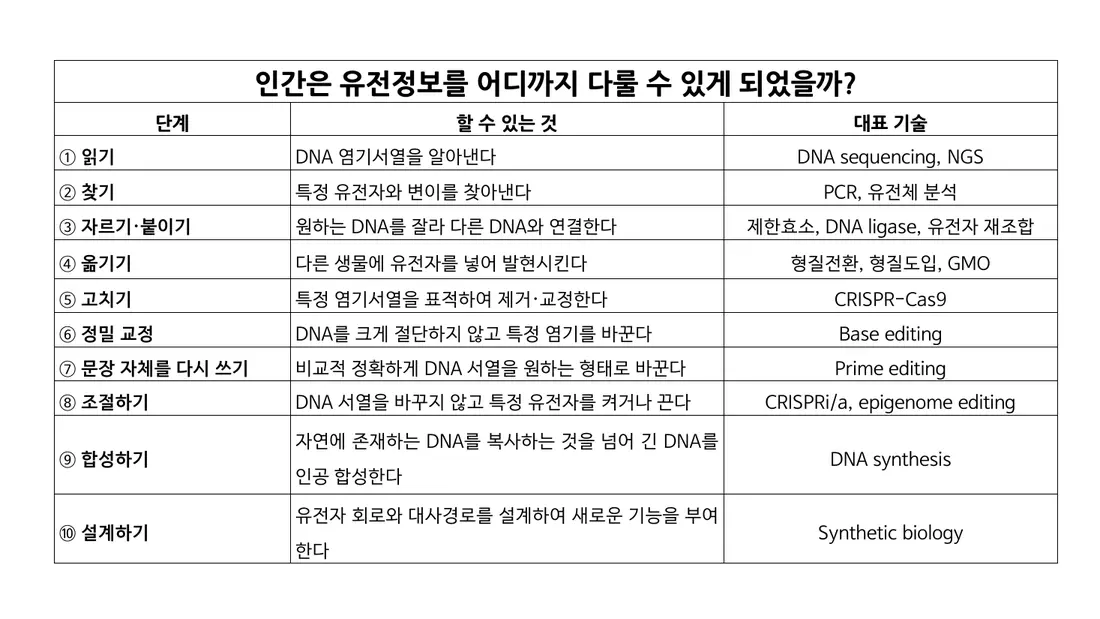 인간은 유전정보를 어디까지 다룰 수 있게 되었을까?
단계 할 수 있는 것 대표 기술
① 읽기 DNA 염기서열을 알아낸다 DNA sequencing, NGS
② 찾기 특정 유전자와 변이를 찾아낸다 PCR, 유전체 분석
③ 자르기·붙이기 원하는 DNA를 잘라 다른 DNA와 연결한다 제한효소, DNA ligase, 유전자 재조합
④ 옮기기 다른 생물에 유전자를 넣어 발현시킨다 형질전환, 형질도입, GMO
⑤ 고치기 특정 염기서열을 표적하여 제거·교정한다 CRISPR-Cas9
⑥ 정밀 교정 DNA를 크게 절단하지 않고 특정 염기를 바꾼다 Base editing
⑦ 문장 자체를 다시 쓰기 비교적 정확하게 DNA 서열을 원하는 형태로 바꾼다 Prime editing
⑧ 조절하기 DNA 서열을 바꾸지 않고 특정 유전자를 켜거나 끈다 CRISPRi/a, epigenome editing
⑨ 합성하기 자연에 존재하는 DNA를 복사하는 것을 넘어 긴 DNA를
인공 합성한다 DNA synthesis
⑩ 설계하기 유전자 회로와 대사경로를 설계하여 새로운 기능을 부여
한다 Synthetic biology